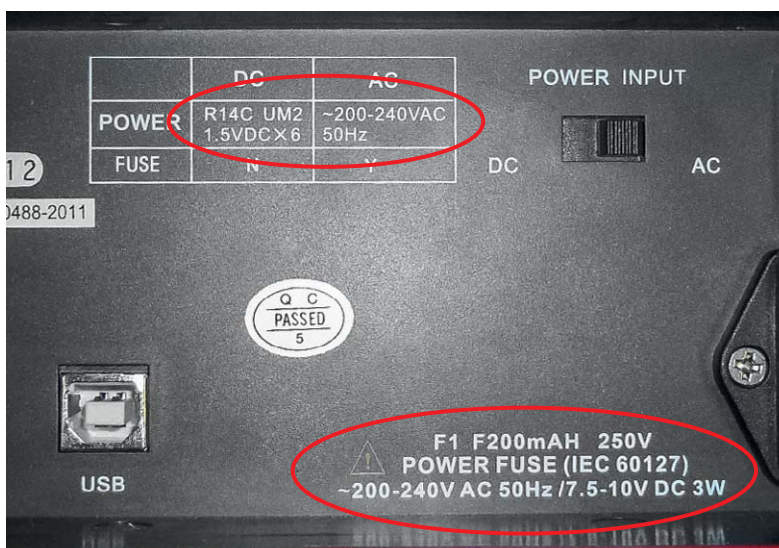 DC AC
POWER R14C UM2 ~200-240VAC
1.5VDC×6 50Hz
FUSE N Y
POWER INPUT
DC AC
12
0488-2011
Q C
PASSED
5
USB
F1 F200mAH 250V
POWER FUSE (IEC 60127)
~200-240V AC 50Hz /7.5-10V DC 3W